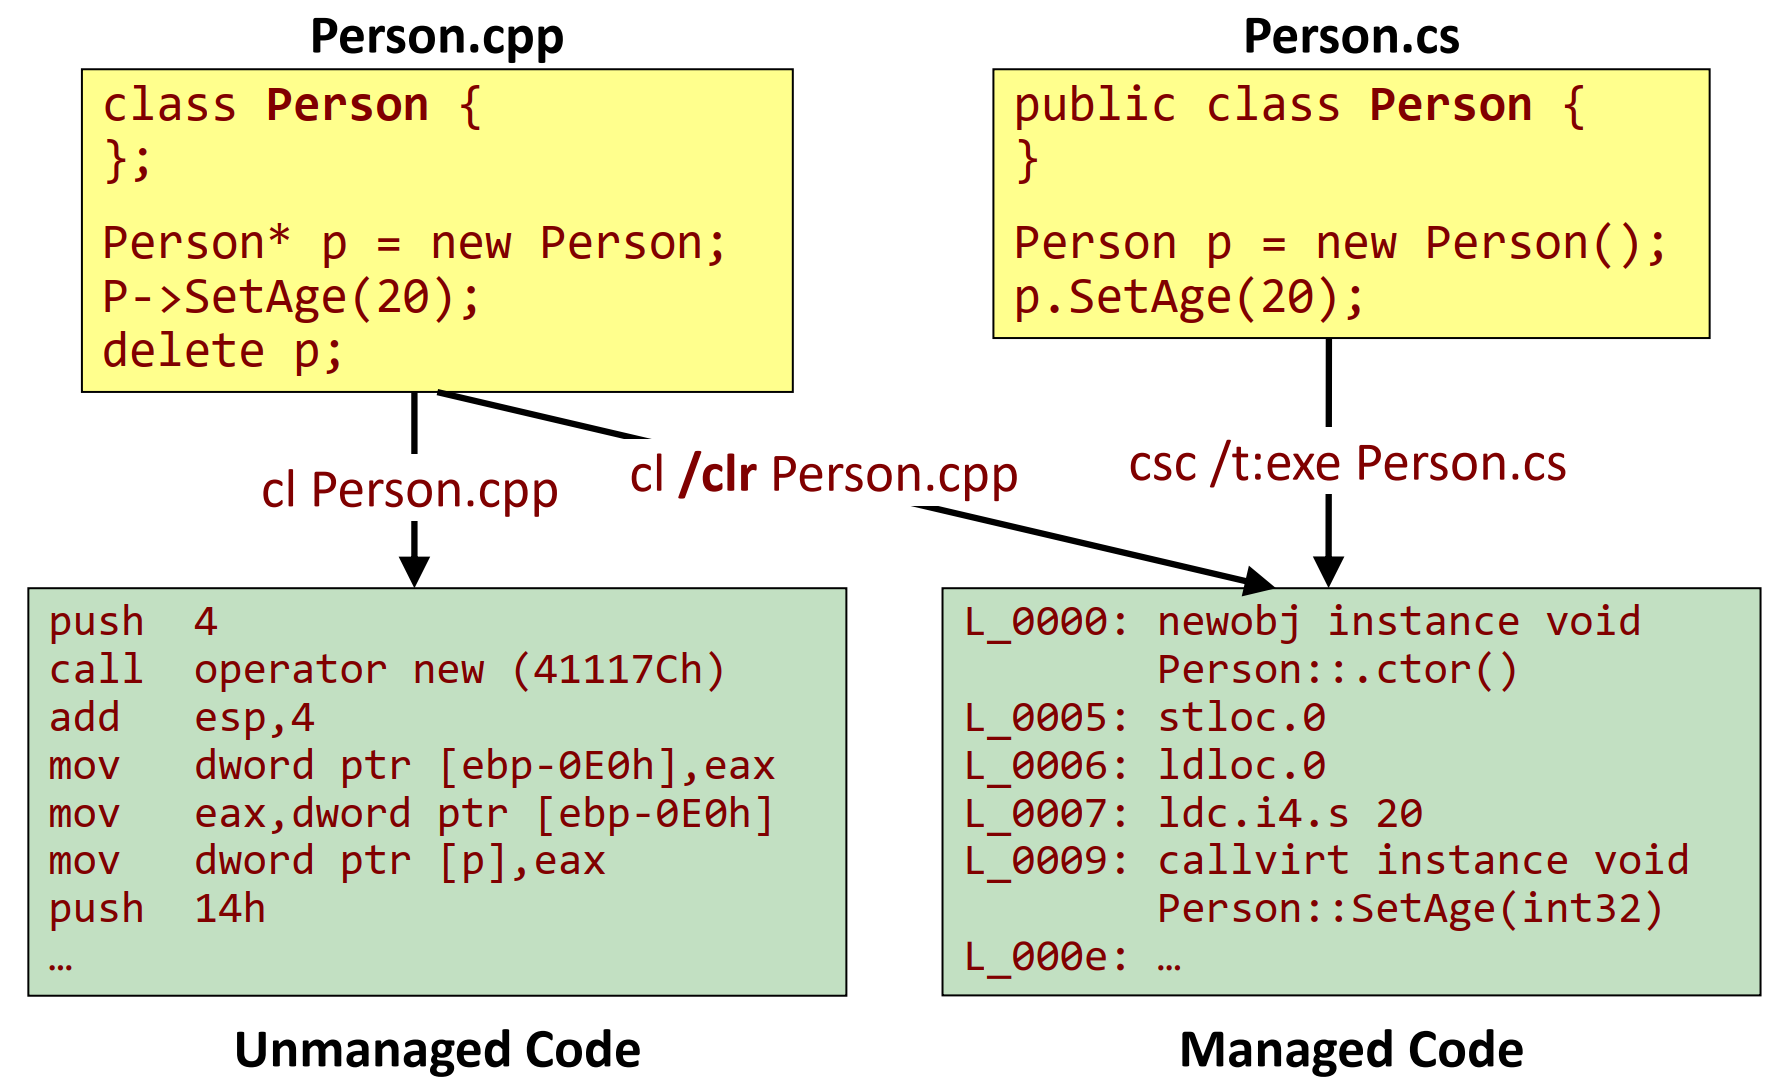 Person.cpp
class Person {
};
Person* p = new Person;
P->SetAge(20);
delete p;
Person.cs
public class Person {
}
Person p = new Person();
p.SetAge(20);
cl Person.cpp
cl /clr Person.cpp
csc /t:exe Person.cs
push 4
call operator new (41117Ch)
add esp,4
mov dword ptr [ebp-0E0h],eax
mov eax,dword ptr [ebp-0E0h]
mov dword ptr [p],eax
push 14h
…
Unmanaged Code
L_0000: newobj instance void
Person::.ctor()
L_0005: stloc.0
L_0006: ldloc.0
L_0007: ldc.i4.s 20
L_0009: callvirt instance void
Person::SetAge(int32)
L_000e: …
Managed Code